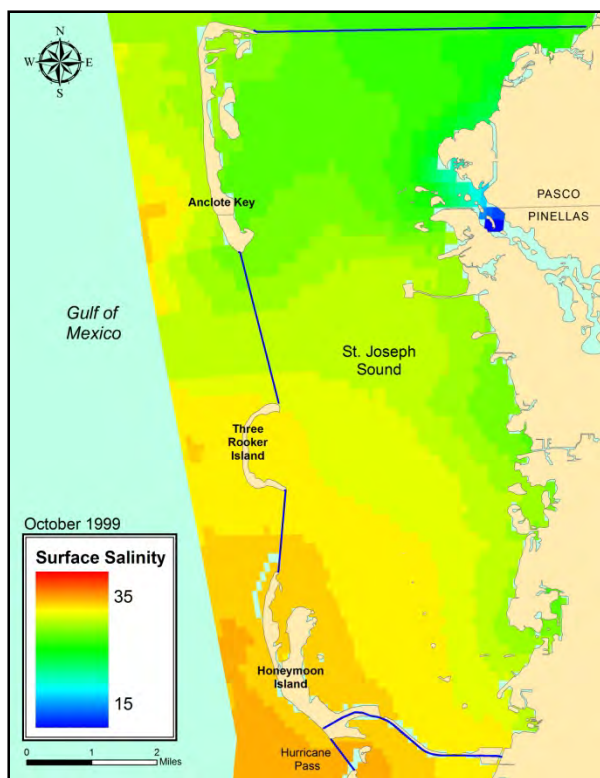 N
W E
S
Anclote Key
PASCO
PINELLAS
Gulf of
Mexico
St. Joseph
Sound
Three
Rooker
Island
October 1999
Surface Salinity
35
15
Honeymoon
Island
Hurricane
Pass
0 1 2
Miles